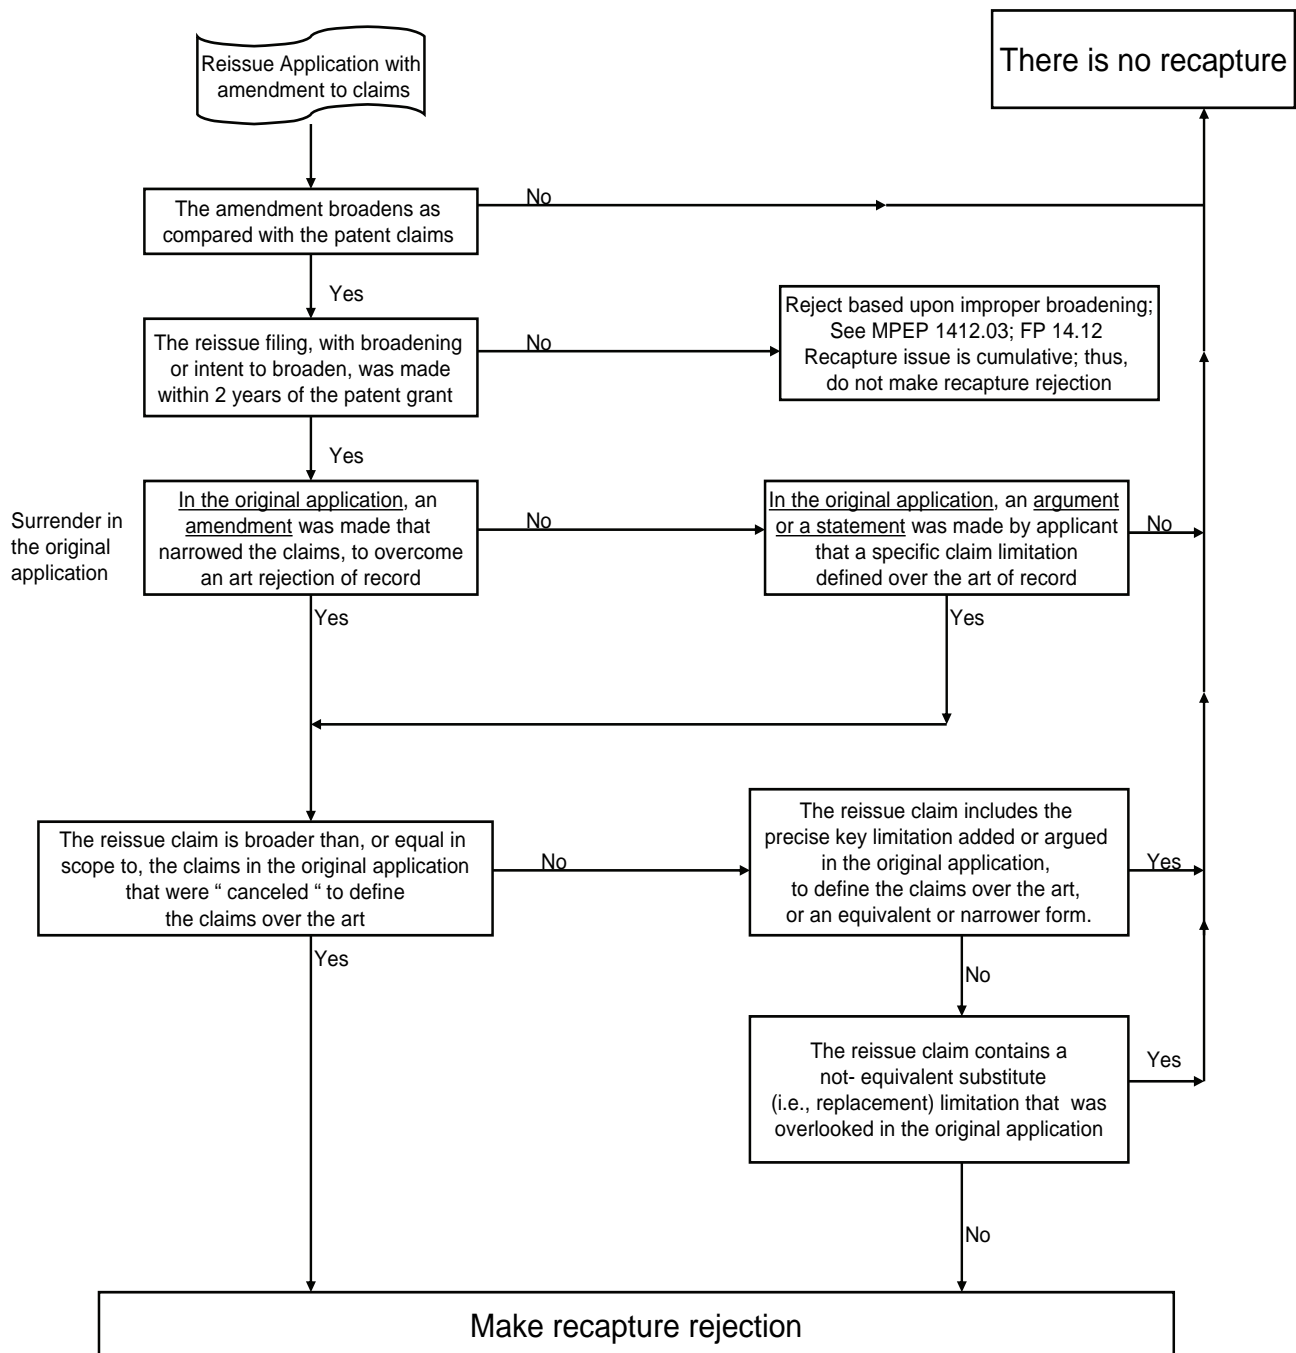 Reissue Application with
amendment to claims
There is no recapture
The amendment broadens as
compared with the patent claims
No
Yes
The reissue filing, with broadening
or intent to broaden, was made
within 2 years of the patent grant
No
Reject based upon improper broadening;
See MPEP 1412.03; FP 14.12
Recapture issue is cumulative; thus,
do not make recapture rejection
Yes
Surrender in
the original
application
In the original application, an
amendment was made that
narrowed the claims, to overcome
an art rejection of record
No
In the original application, an argument
or a statement was made by applicant
that a specific claim limitation
defined over the art of record
No
Yes
Yes
The reissue claim is broader than, or equal in
scope to, the claims in the original application
that were “ canceled “ to define
the claims over the art
No
The reissue claim includes the
precise key limitation added or argued
in the original application,
to define the claims over the art,
or an equivalent or narrower form.
Yes
Yes
No
The reissue claim contains a
not- equivalent substitute
(i.e., replacement) limitation that was
overlooked in the original application
Yes
No
Make recapture rejection